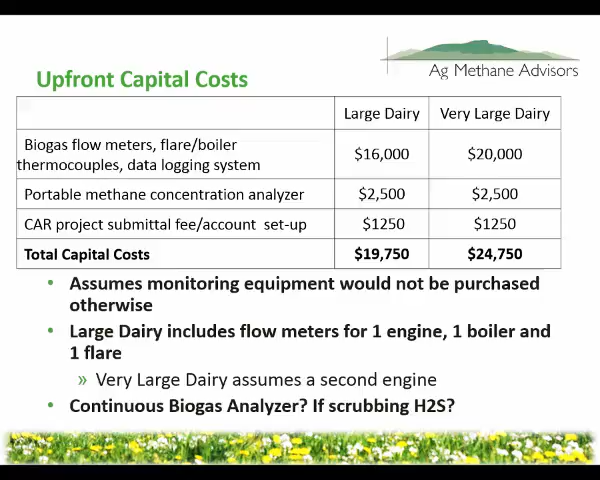 Ag Methane Advisors
Upfront Capital Costs
Large Dairy Very Large Dairy
Biogas flow meters, flare/boiler
thermocouples, data logging system $16,000 $20,000
Portable methane concentration analyzer $2,500 $2,500
CAR project submittal fee/account set-up $1250 $1250
Total Capital Costs $19,750 $24,750
• Assumes monitoring equipment would not be purchased
otherwise
• Large Dairy includes flow meters for 1 engine, 1 boiler and
1 flare
» Very Large Dairy assumes a second engine
• Continuous Biogas Analyzer? If scrubbing H2S?